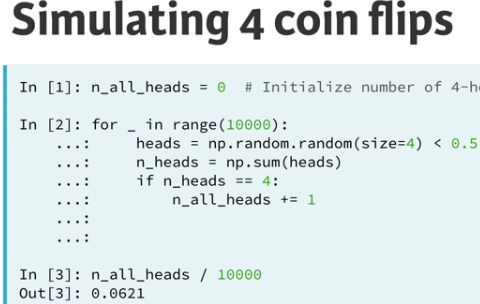 Simulating 4 coin flips
In [1]: n_all_heads = 0  # Initialize number of 4-h
In [2]: for _ in range(10000):
   ...:     heads = np.random.random(size=4) < 0.5
   ...:     n_heads = np.sum(heads)
   ...:     if n_heads == 4:
   ...:         n_all_heads += 1
   ...:
   ...:
In [3]: n_all_heads / 10000
Out[3]: 0.0621